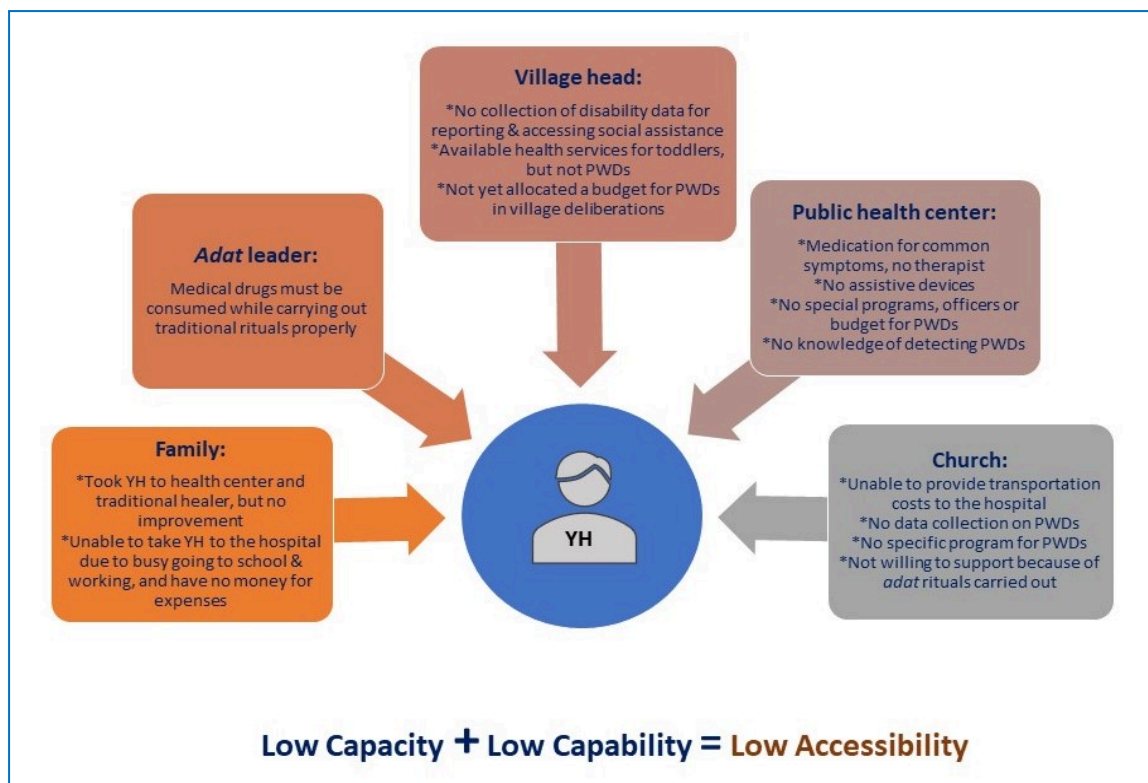 Village head:
*No collection of disability data for
reporting & accessing social assistance
*Available health services for toddlers,
but not PWDs
*Not yet allocated a budget for PWDs
in village deliberations
Adat leader:
Medical drugs must be
consumed while carrying out
traditional rituals properly
Public health center:
*Medication for common
symptoms, no therapist
*No assistive devices
*No special programs, officers or
budget for PWDs
*No knowledge of detecting PWDs
Family:
*Took YH to health center and
traditional healer, but no
improvement
*Unable to take YH to the hospital
due to busy going to school &
working, and have no money for
expenses
YH
Church:
*Unable to provide transportation
costs to the hospital
*No data collection on PWDs
*No specific program for PWDs
*Not willing to support because of
adat rituals carried out
Low Capacity + Low Capability = Low Accessibility